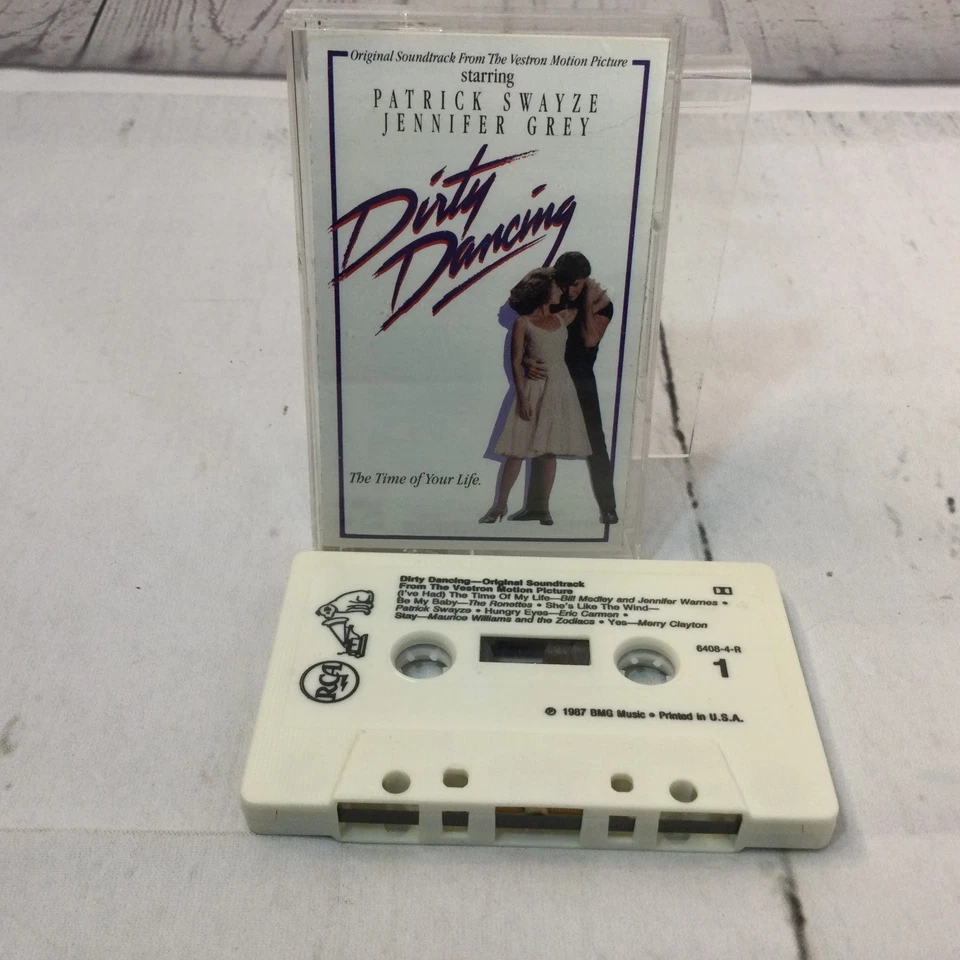 Original Soundtrack From The Vestron Motion Picture
starring
PATRICK SWAYZE
JENNIFER GREY
Dirty
Dancing
The Time of Your Life.
Dirty Dancing—Original Soundtrack
From The Vestron Motion Picture
(I've Had) The Time Of My Life—Bill Medley and Jennifer Warnes •
Be My Baby—The Ronettes • She's Like The Wind—
Patrick Swayze • Hungry Eyes—Eric Carmen •
Stay—Maurice Williams and the Zodiacs • Yes—Merry Clayton
6408-4-R
1
RCA
℗ 1987 BMG Music • Printed in U.S.A.